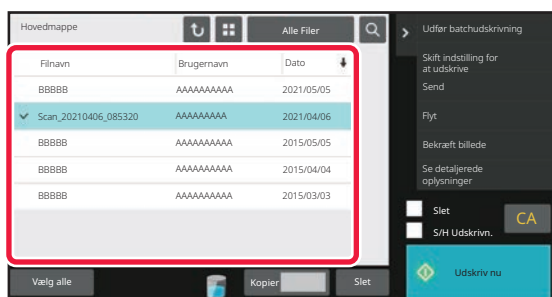 Hovedmappe
Alle Filer
Filnavn Brugernavn Dato
BBBBB AAAAAAAAAA 2021/05/05
Scan_20210406_085320 AAAAAAAAA 2021/04/06
BBBBB AAAAAAAAAA 2015/05/05
BBBBB AAAAAAAAAA 2015/04/04
BBBBB AAAAAAAAAA 2015/03/03
Vælg alle
Kopier
Slet
Udfør batchudskrivning
Skift indstilling for
at udskrive
Send
Flyt
Bekræft billede
Se detaljerede
oplysninger
Slet
S/H Udskrivn.
CA
Udskriv nu